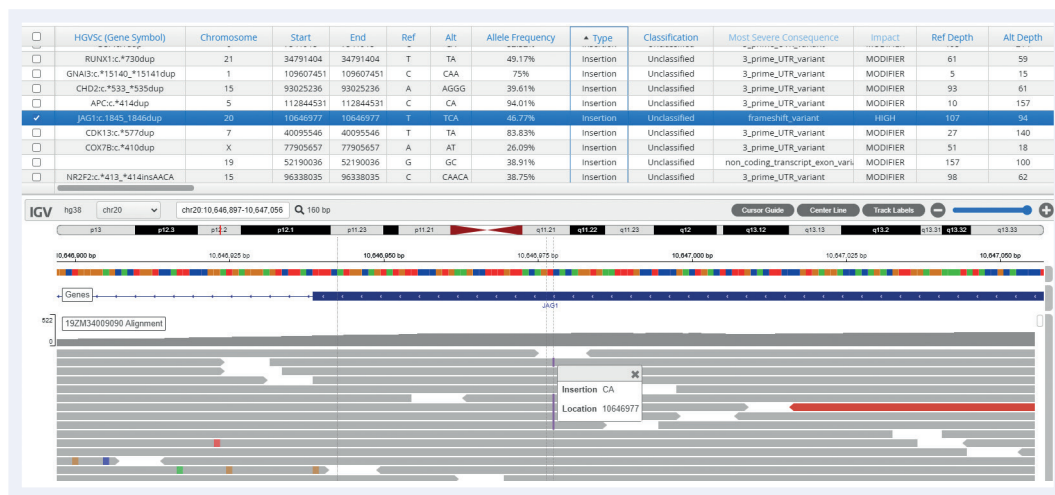 HGVSc (Gene Symbol) Chromosome Start End Ref Alt Allele Frequency ▲ Type Classification Most Severe Consequence Impact Ref Depth Alt Depth
RUNX1:c.*730dup 21 34791404 34791404 T TA 49.17% Insertion Unclassified 3_prime_UTR_variant MODIFIER 61 59
GNAI3:c.*15140_*15141dup 1 109607451 109607451 C CAA 75% Insertion Unclassified 3_prime_UTR_variant MODIFIER 5 15
CHD2:c.*533_*535dup 15 93025236 93025236 A AGGG 39.61% Insertion Unclassified 3_prime_UTR_variant MODIFIER 93 61
APC:c.*414dup 5 112844531 112844531 C CA 94.01% Insertion Unclassified 3_prime_UTR_variant MODIFIER 10 157
JAG1:c.1845_1846dup 20 10646977 10646977 T TCA 46.77% Insertion Unclassified frameshift_variant HIGH 107 94
CDK13:c.*577dup 7 40095546 40095546 T TA 83.83% Insertion Unclassified 3_prime_UTR_variant MODIFIER 27 140
COX7B:c.*410dup X 77905657 77905657 A AT 26.09% Insertion Unclassified 3_prime_UTR_variant MODIFIER 51 18
19 52190036 52190036 G GC 38.91% Insertion Unclassified non_coding_transcript_exon_vari MODIFIER 157 100
NR2F2:c.*413_*414insAACA 15 96338035 96338035 C CAACA 38.75% Insertion Unclassified 3_prime_UTR_variant MODIFIER 98 62
IGV hg38 chr20 chr20:10,646,897-10,647,056 160 bp Cursor Guide Center Line Track Labels
p13 p12.3 p12.2 p12.1 p11.23 p11.21 q11.21 q11.22 q11.23 q12 q13.12 q13.13 q13.2 q13.31 q13.32 q13.33
10,646,900 bp 10,646,925 bp 10,646,950 bp 10,646,975 bp 10,647,000 bp 10,647,025 bp 10,647,050 bp
Genes
JAG1
522
19ZM34009090 Alignment
0
Insertion CA
Location 10646977